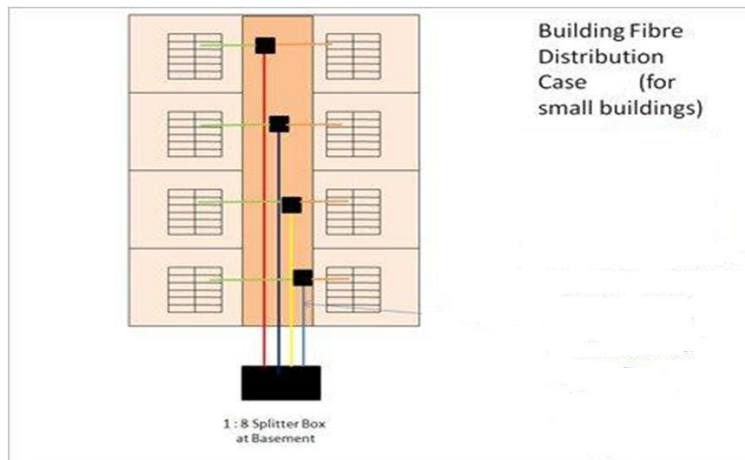 Building Fibre
Distribution
Case (for
small buildings)
1 : 8 Splitter Box
at Basement